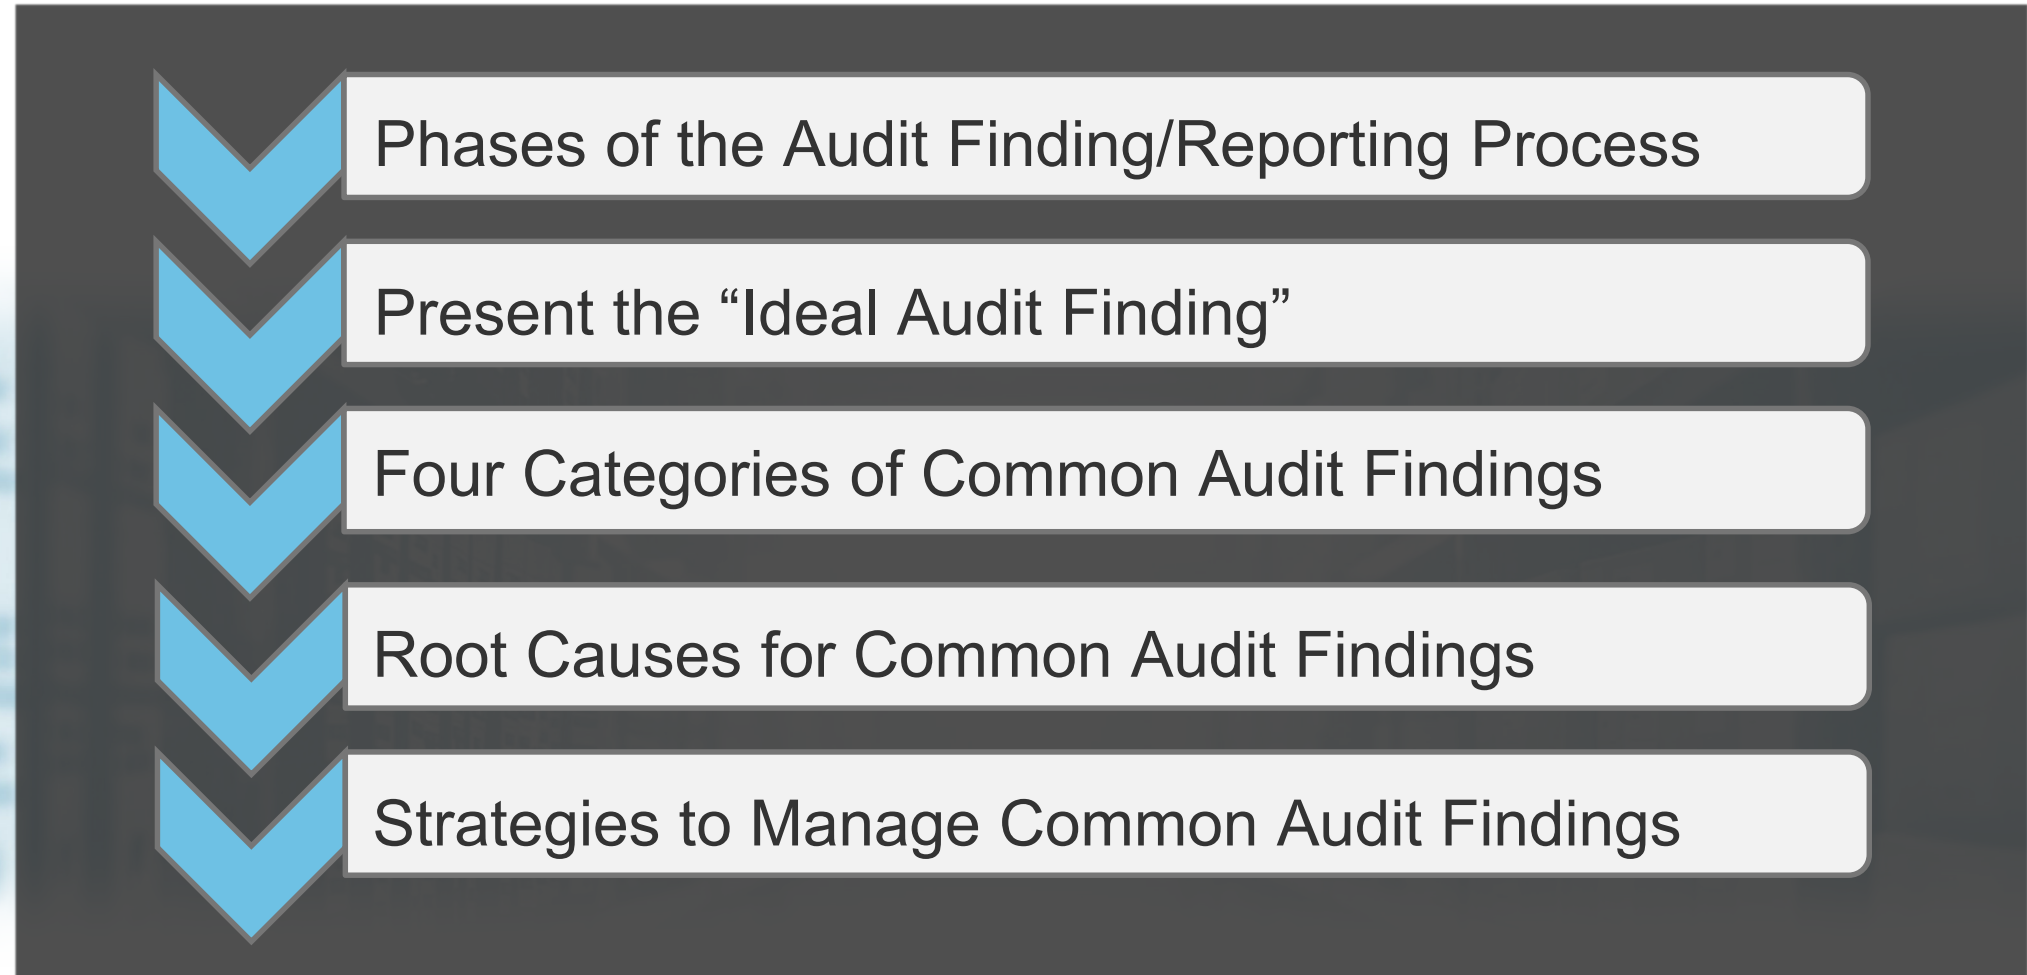 Phases of the Audit Finding/Reporting Process
Present the “Ideal Audit Finding”
Four Categories of Common Audit Findings
Root Causes for Common Audit Findings
Strategies to Manage Common Audit Findings